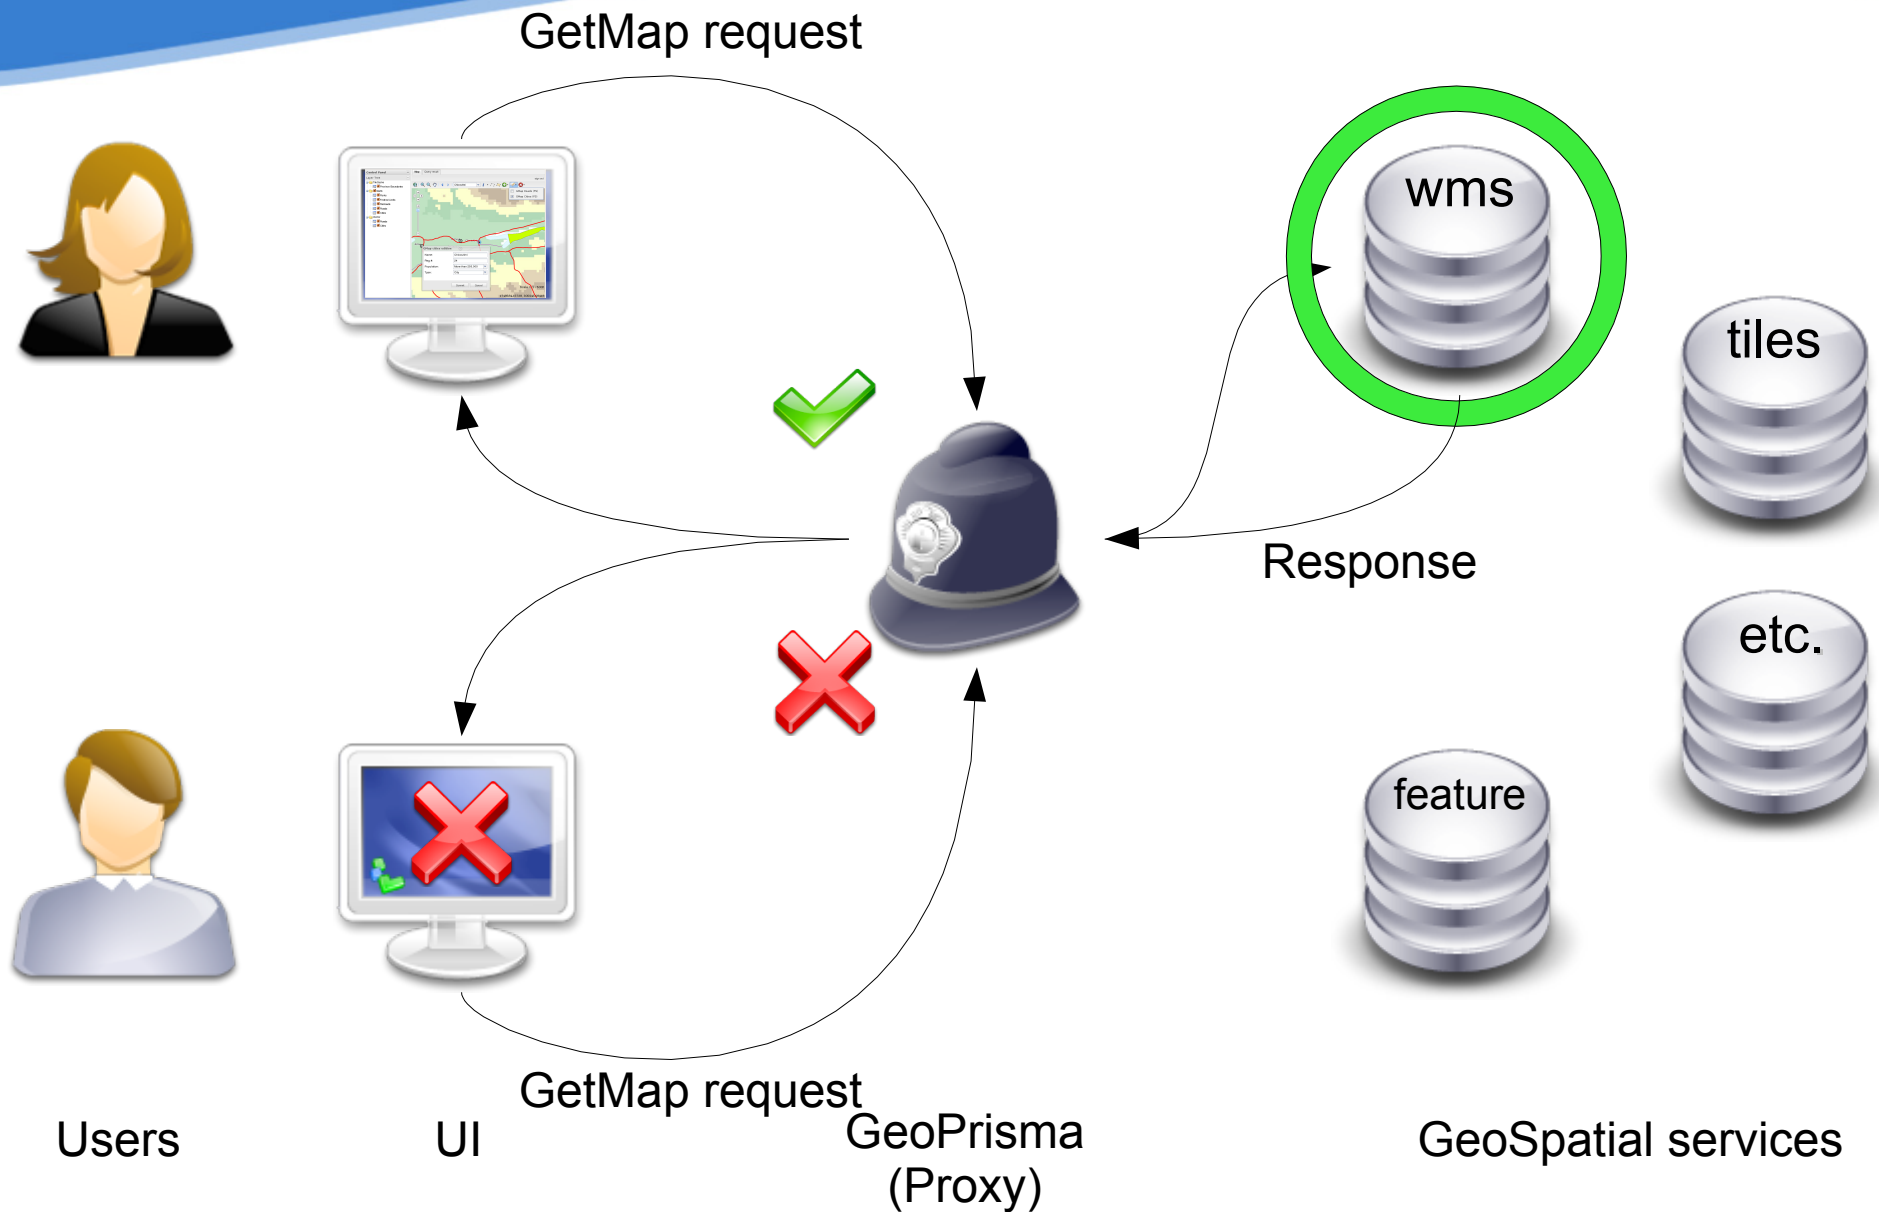 GetMap request
wms
tiles
Response
etc.
feature
GetMap request
Users
UI
GeoPrisma
(Proxy)
GeoSpatial services